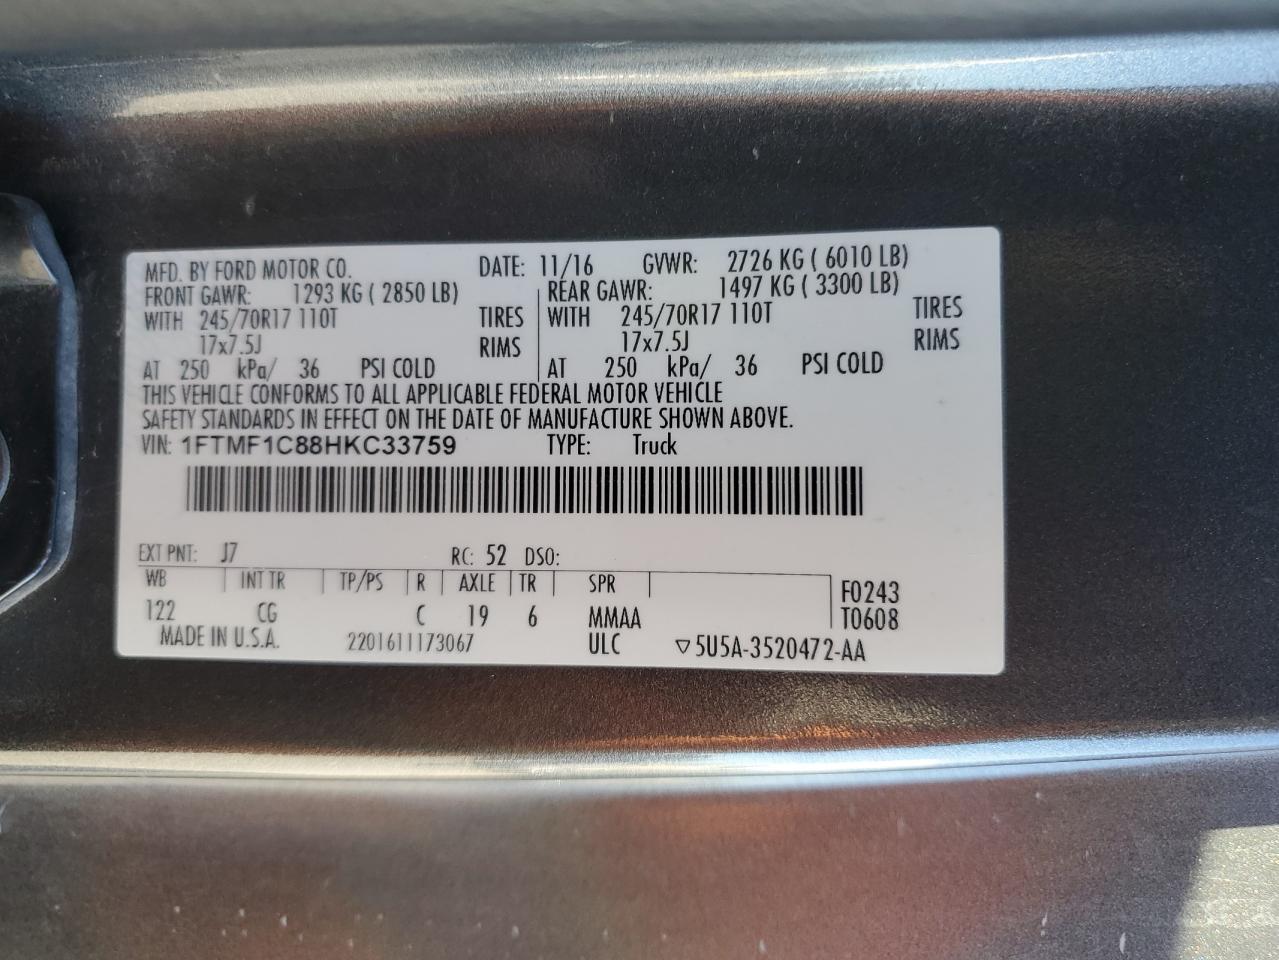 MFD. BY FORD MOTOR CO. DATE: 11/16 GVWR: 2726 KG ( 6010 LB)
FRONT GAWR: 1293 KG ( 2850 LB) REAR GAWR: 1497 KG ( 3300 LB)
WITH 245/70R17 110T TIRES WITH 245/70R17 110T TIRES
17x7.5J RIMS 17x7.5J RIMS
AT 250 kPa/ 36 PSI COLD AT 250 kPa/ 36 PSI COLD
THIS VEHICLE CONFORMS TO ALL APPLICABLE FEDERAL MOTOR VEHICLE
SAFETY STANDARDS IN EFFECT ON THE DATE OF MANUFACTURE SHOWN ABOVE.
VIN: 1FTMF1C88HKC33759 TYPE: Truck
EXT PNT: J7 RC: 52 DSO:
WB INT TR TP/PS R AXLE TR SPR F0243
122 CG C 19 6 MMAA T0608
MADE IN U.S.A. 2201611173067 ULC ▽5U5A-3520472-AA